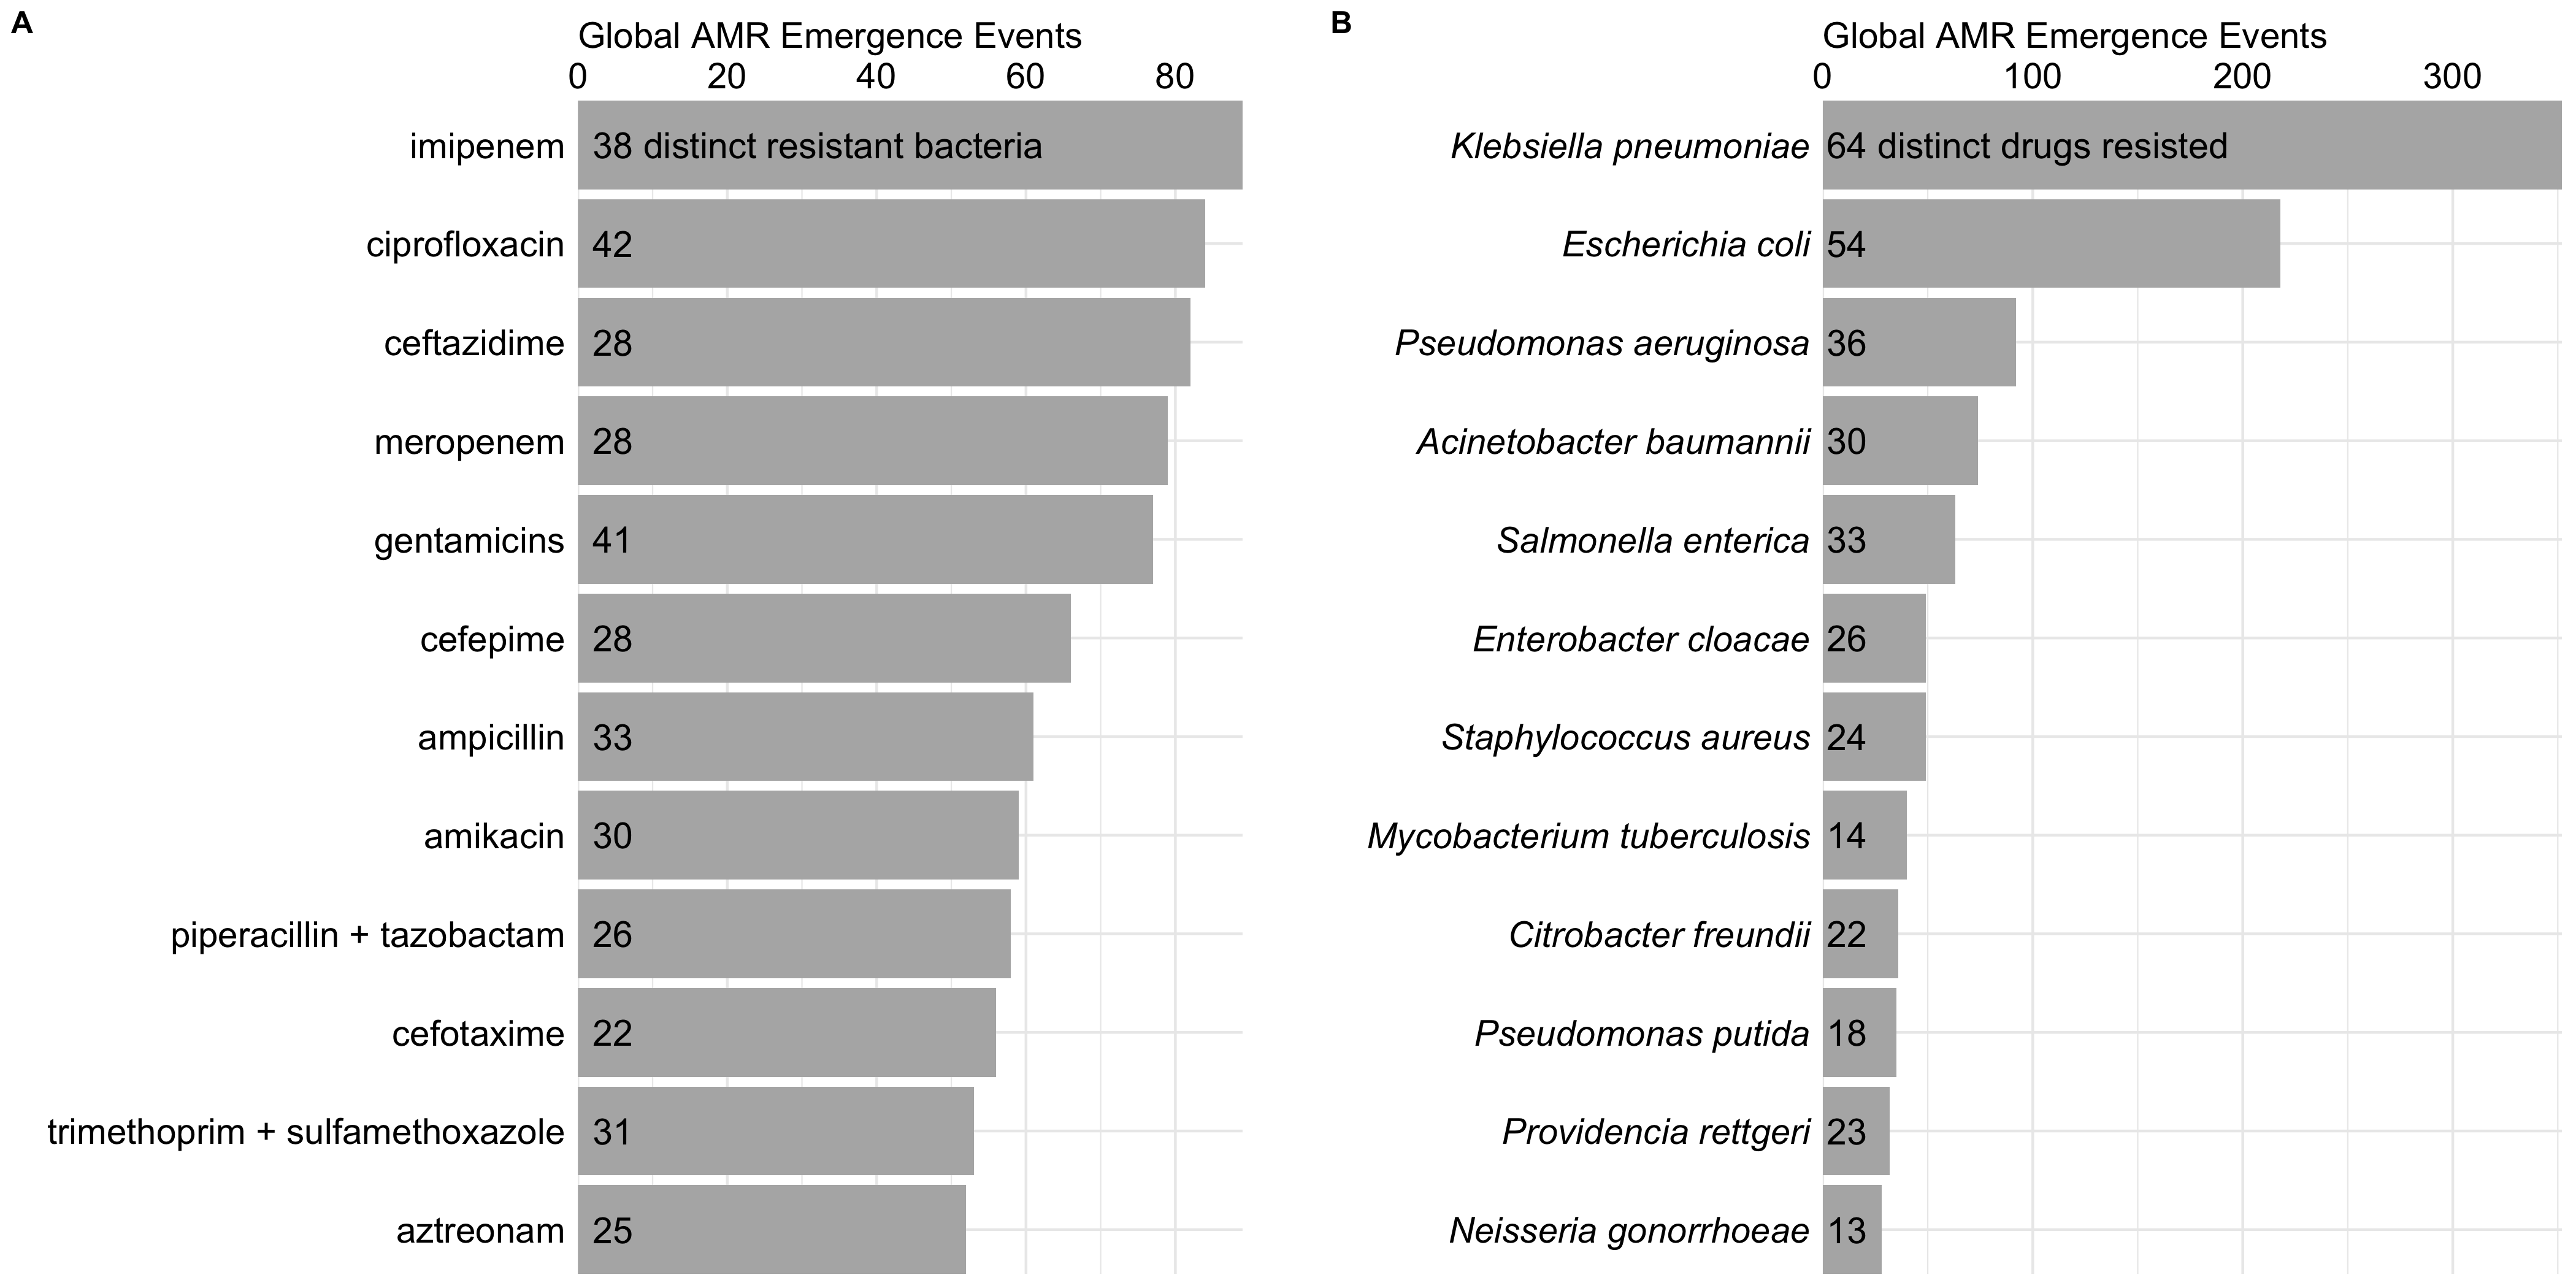 A
Global AMR Emergence Events
0 20 40 60 80
imipenem 38 distinct resistant bacteria
ciprofloxacin 42
ceftazidime 28
meropenem 28
gentamicins 41
cefepime 28
ampicillin 33
amikacin 30
piperacillin + tazobactam 26
cefotaxime 22
trimethoprim + sulfamethoxazole 31
aztreonam 25
B
Global AMR Emergence Events
0 100 200 300
Klebsiella pneumoniae 64 distinct drugs resisted
Escherichia coli 54
Pseudomonas aeruginosa 36
Acinetobacter baumannii 30
Salmonella enterica 33
Enterobacter cloacae 26
Staphylococcus aureus 24
Mycobacterium tuberculosis 14
Citrobacter freundii 22
Pseudomonas putida 18
Providencia rettgeri 23
Neisseria gonorrhoeae 13